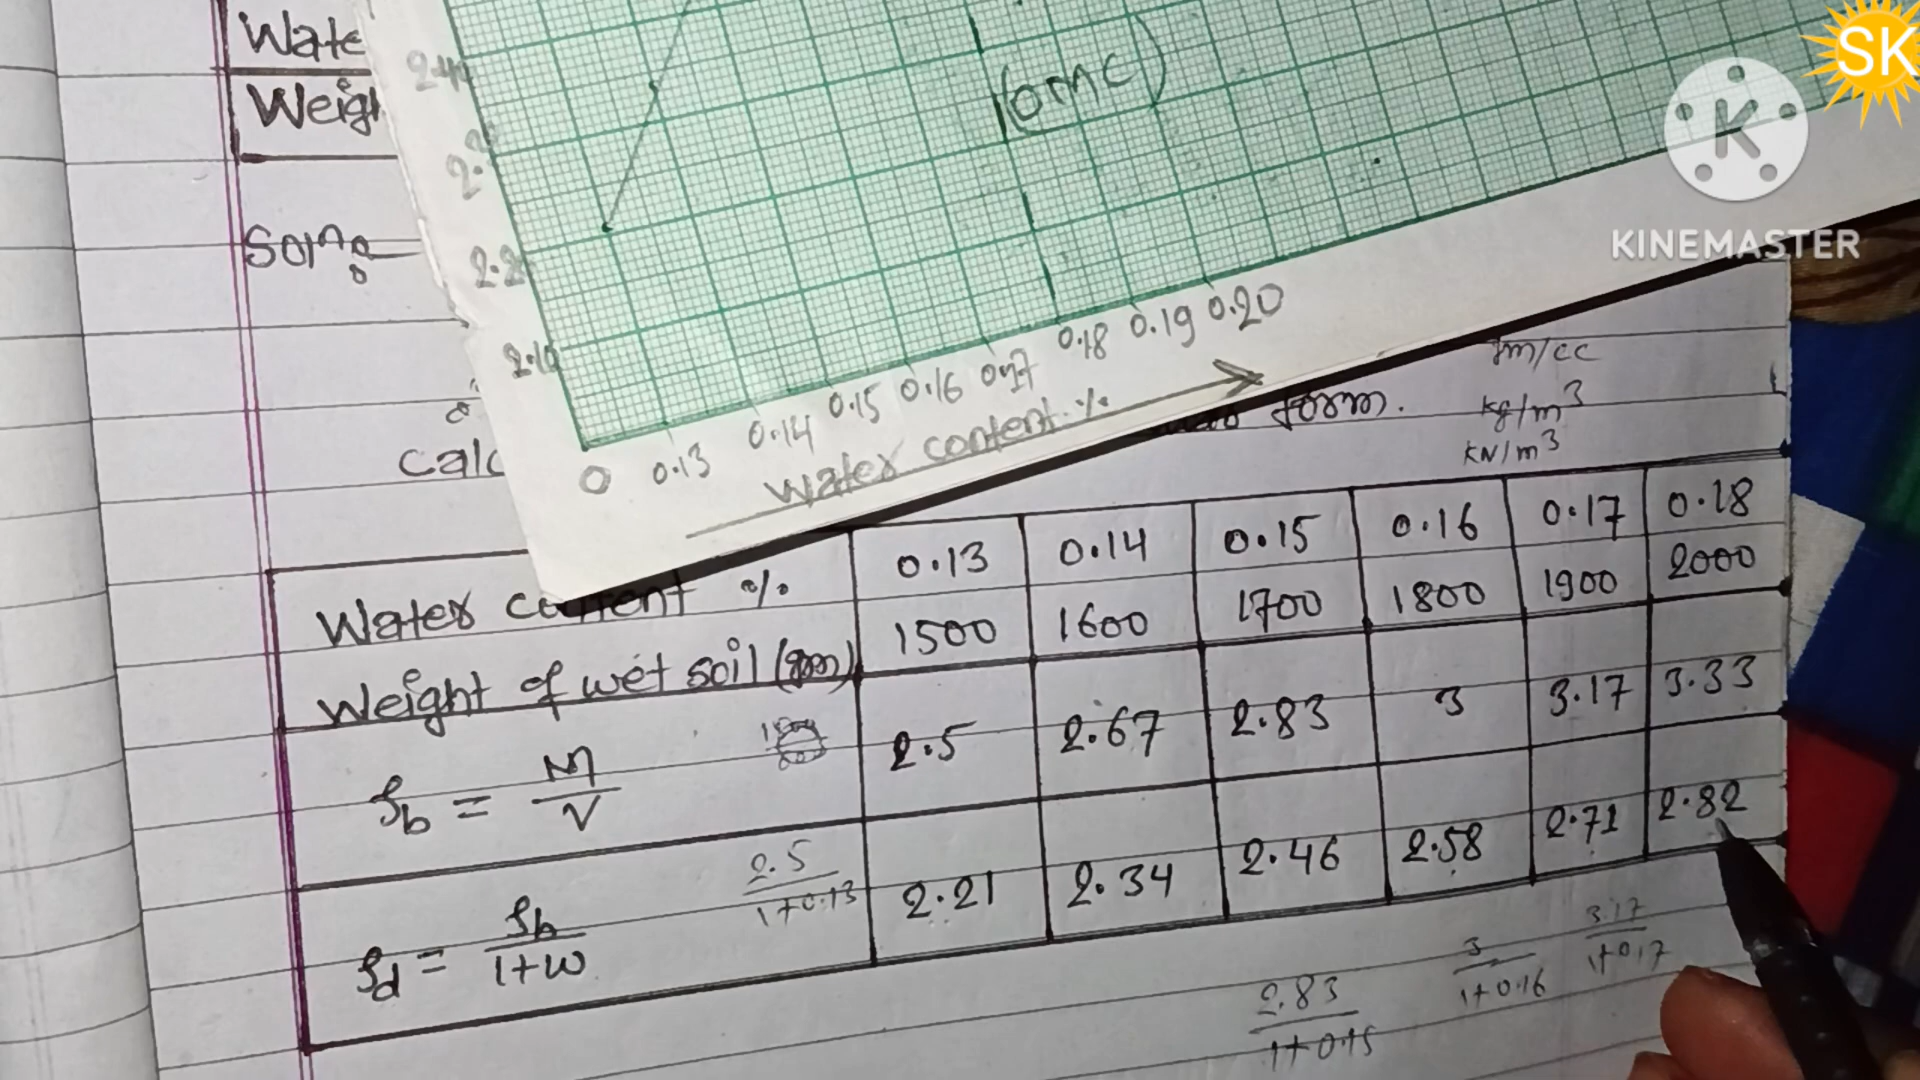 Wate
Weigh
Soln:-
2.40
2.30
2.20
2.10
(OMC)
SK
KINEMASTER
0 0.13 0.14 0.15 0.16 0.17 0.18 0.19 0.20
Water content %
form.
gm/cc
kg/m³
KN/m³
Calc
Water content % 0.13 0.14 0.15 0.16 0.17 0.18
Weight of wet soil (gm) 1500 1600 1700 1800 1900 2000
ρb = M/V 2.5 2.67 2.83 3 3.17 3.33
ρd = ρb/1+w 2.5/1+0.13 2.21 2.34 2.46 2.58 2.71 2.82
2.83/1+0.15 3/1+0.16 3.17/1+0.17